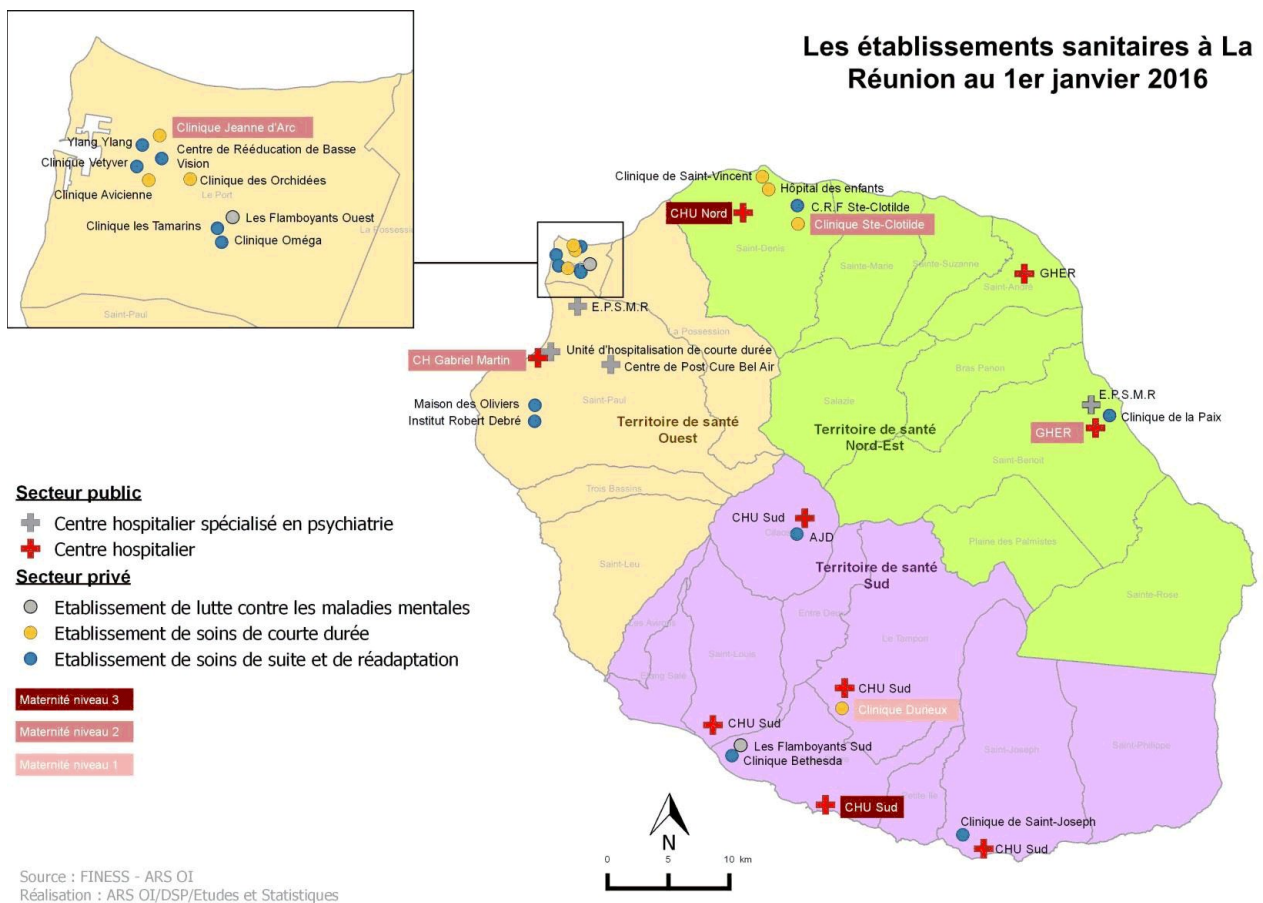 Les établissements sanitaires à La
Réunion au 1er janvier 2016
Clinique Jeanne d'Arc
Ylang Ylang
Centre de Rééducation de Basse
Vision
Clinique Vetyver
Clinique Avicienne
Clinique des Orchidées
Le Port
Les Flamboyants Ouest
Clinique les Tamarins
Clinique Oméga
La Possession
Saint-Paul
Clinique de Saint-Vincent
Hôpital des enfants
CHU Nord
C.R.F Ste-Clotilde
Clinique Ste-Clotilde
Saint-Denis
Sainte-Marie
Sainte-Suzanne
GHER
Saint-André
E.P.S.M.R
La Possession
Unité d'hospitalisation de courte durée
CH Gabriel Martin
Centre de Post Cure Bel Air
Bras Panon
Saint-Paul
Salazie
E.P.S.M.R
Maison des Oliviers
Institut Robert Debré
Clinique de la Paix
Territoire de santé
Ouest
Territoire de santé
Nord-Est
GHER
Saint-Benoit
Trois Bassins
CHU Sud
Cilaos
AJD
Plaine des Palmistes
Saint-Leu
Territoire de santé
Sud
Sainte-Rose
Entre Deux
Les Avirons
Saint-Louis
Le Tampon
Etang Salé
CHU Sud
Clinique Durieux
CHU Sud
Les Flamboyants Sud
Clinique Bethesda
Saint-Joseph
Saint-Philippe
CHU Sud
Petite Ile
Clinique de Saint-Joseph
CHU Sud
Secteur public
Centre hospitalier spécialisé en psychiatrie
Centre hospitalier
Secteur privé
Etablissement de lutte contre les maladies mentales
Etablissement de soins de courte durée
Etablissement de soins de suite et de réadaptation
Maternité niveau 3
Maternité niveau 2
Maternité niveau 1
N
0 5 10 km
Source : FINESS - ARS OI
Réalisation : ARS OI/DSP/Etudes et Statistiques